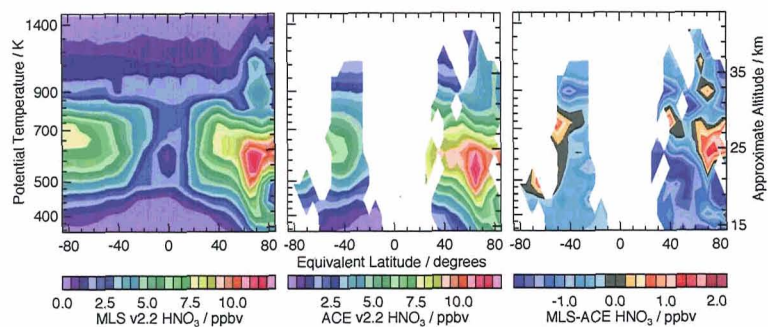 Potential Temperature / K
1400
900
700
500
400
-80 -40 0 40 80
-80 -40 0 40 80
-80 -40 0 40 80
Equivalent Latitude / degrees
35
25
15
Approximate Altitude / km
0.0 2.5 5.0 7.5 10.0
MLS v2.2 HNO₃ / ppbv
2.5 5.0 7.5 10.0
ACE v2.2 HNO₃ / ppbv
-1.0 0.0 1.0 2.0
MLS-ACE HNO₃ / ppbv